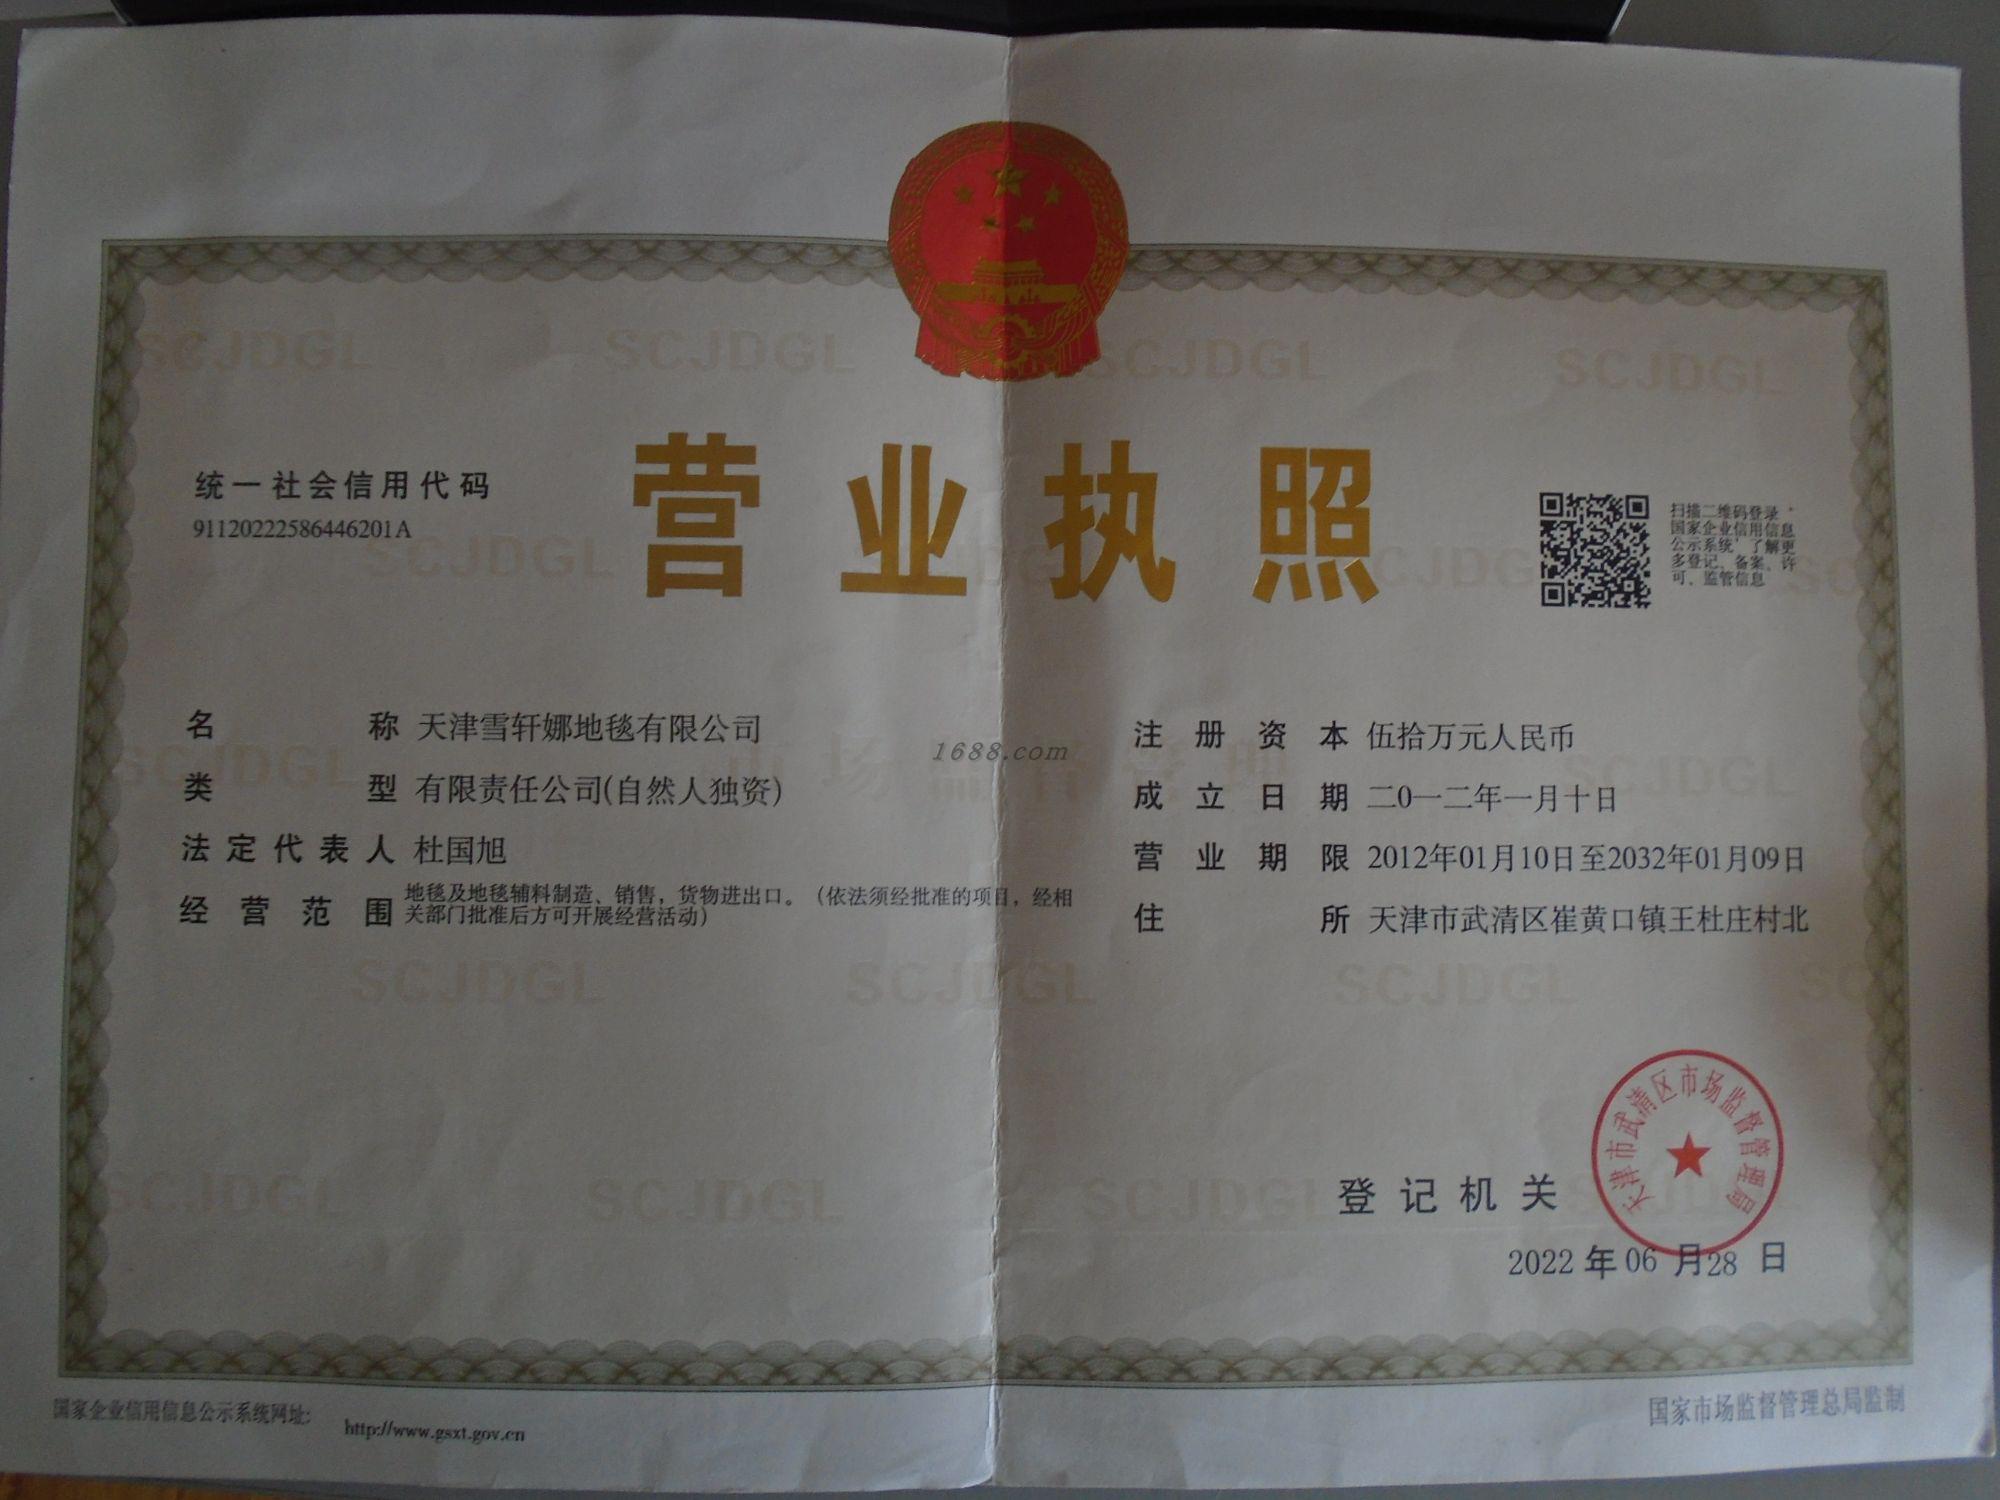 营业执照
统一社会信用代码
91120222586446201A
扫描二维码登录“
国家企业信用信息
公示系统”了解更
多登记、备案、许
可、监管信息
名称 天津雪轩娜地毯有限公司
类型 有限责任公司(自然人独资)
法定代表人 杜国旭
经营范围 地毯及地毯辅料制造、销售，货物进出口。（依法须经批准的项目，经相
关部门批准后方可开展经营活动）
注册资本 伍拾万元人民币
成立日期 二0一二年一月十日
营业期限 2012年01月10日至2032年01月09日
住所 天津市武清区崔黄口镇王杜庄村北
1688.com
登记机关
天津市武清区市场监督管理局
2022年06月28日
国家企业信用信息公示系统网址:
http://www.gsxt.gov.cn
国家市场监督管理总局监制
SCJDGL